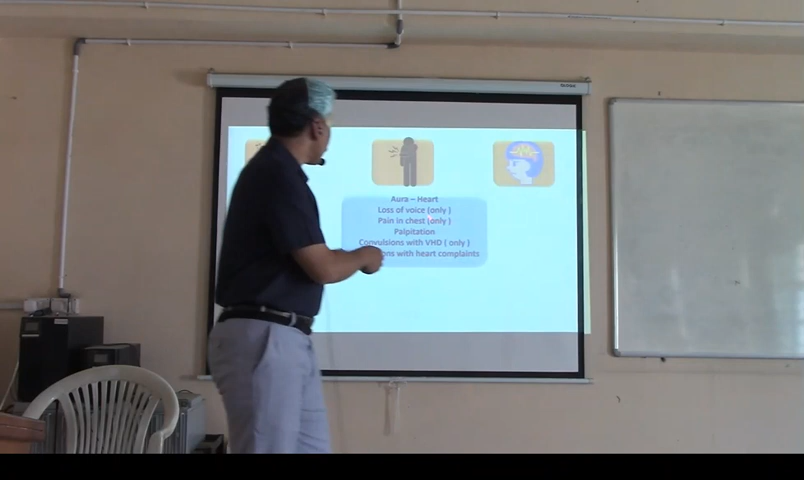 Aura – Heart
Loss of voice (only )
Pain in chest (only )
Palpitation
Convulsions with VHD ( only )
ons with heart complaints